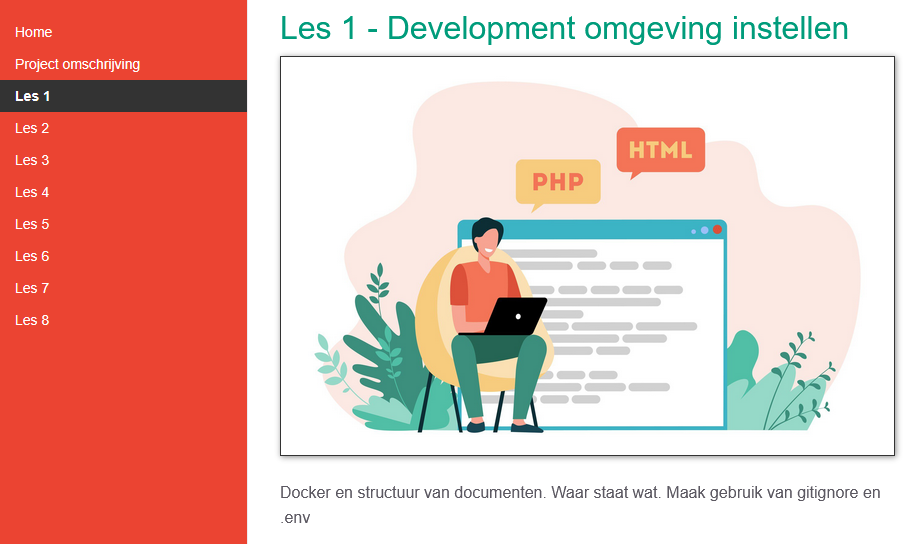 Home
Project omschrijving
Les 1
Les 2
Les 3
Les 4
Les 5
Les 6
Les 7
Les 8
Les 1 - Development omgeving instellen
HTML
PHP
Docker en structuur van documenten. Waar staat wat. Maak gebruik van gitignore en
.env